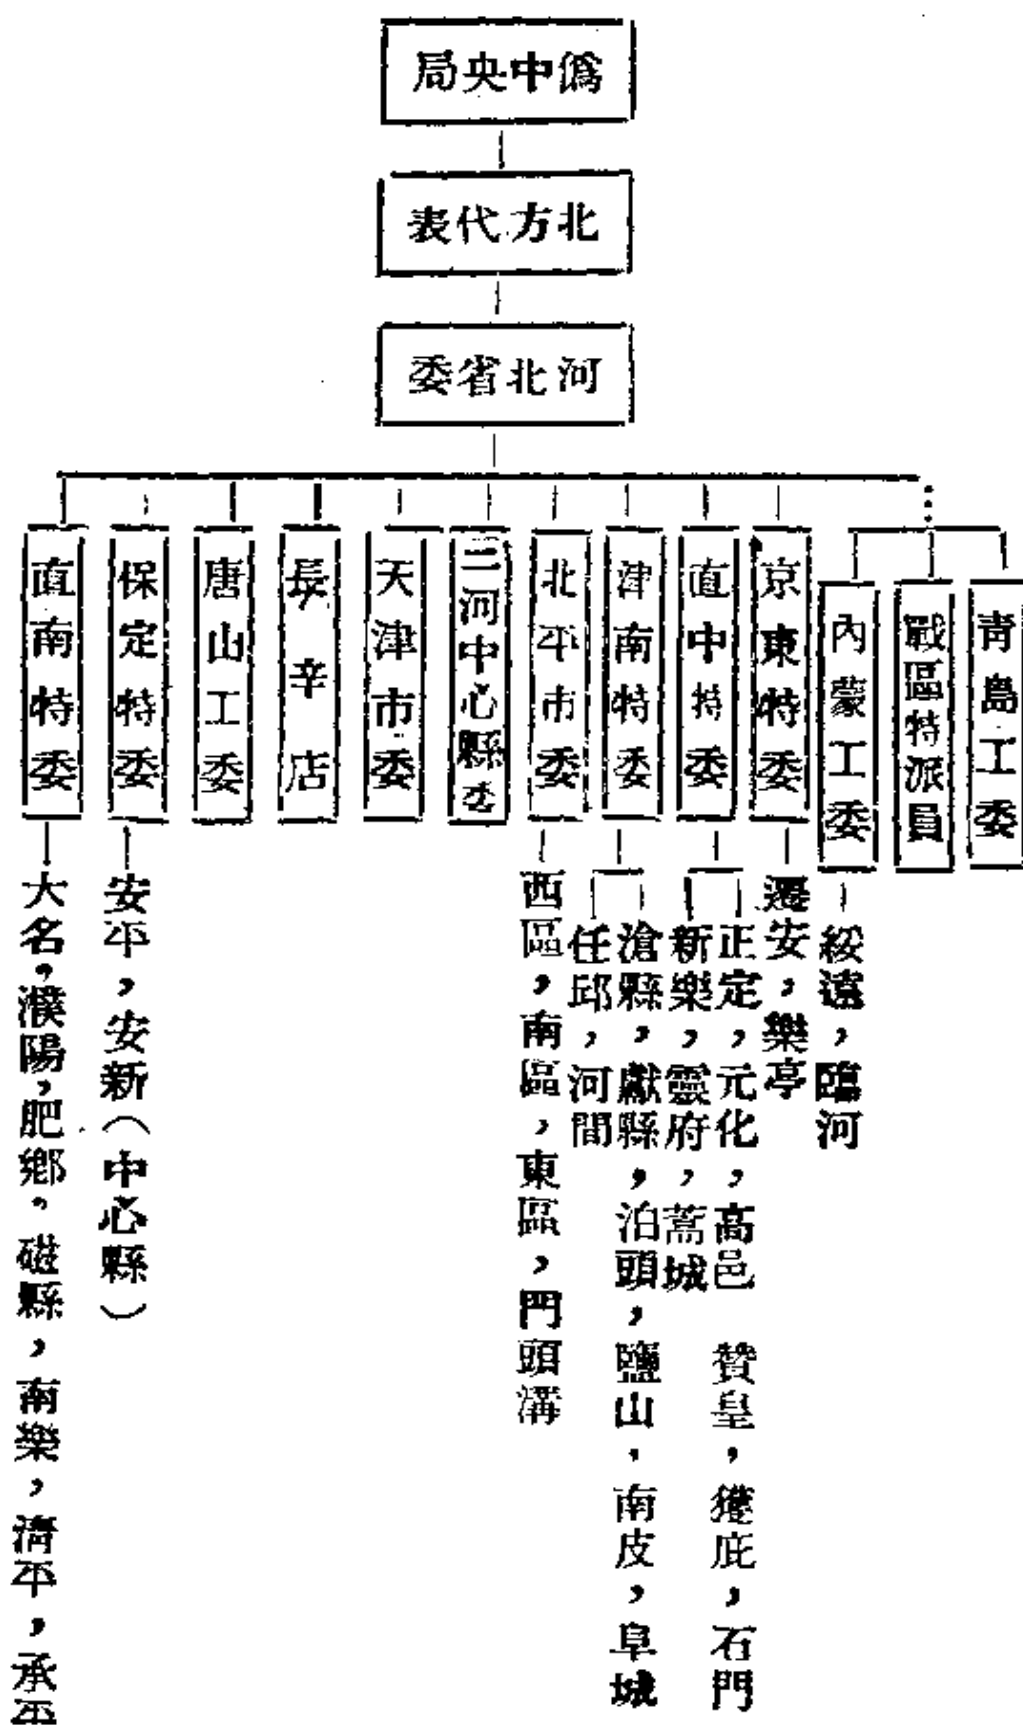 僞中央局
北方代表
河北省委
青島工委
戰區特派員
內蒙工委
綏遠，臨河
京東特委
遷安，樂亭
直中特委
正定，元化，高邑　贊皇，獲庇，石門
新樂，靈府，蒿城
津南特委
滄縣，獻縣，泊頭，鹽山．南皮，阜城
任邱，河間
北平市委
西區，南區，東區，門頭溝
三河中心縣委
天津市委
長辛店
唐山工委
保定特委
安平，安新（中心縣）
直南特委
大名，濮陽，肥鄉。磁縣，南樂，清平，承平